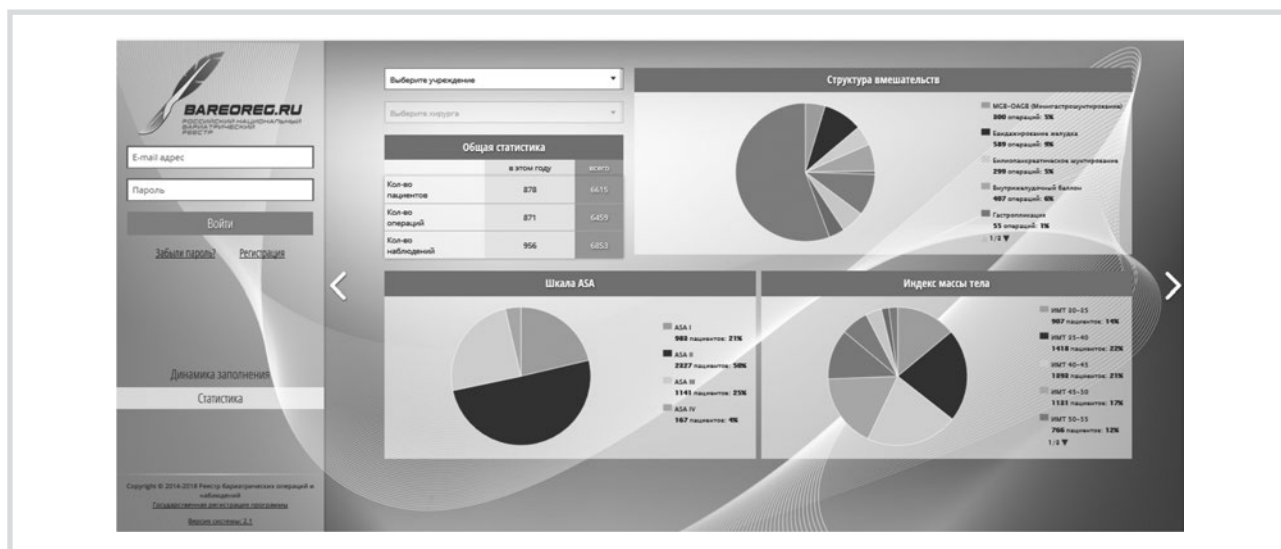 BAREOREG.RU
РОССИЙСКИЙ НАЦИОНАЛЬНЫЙ
БАРИАТРИЧЕСКИЙ
РЕЕСТР
E-mail адрес
Пароль
Войти
Забыли пароль? Регистрация
Динамика заполнения
Статистика
Copyright © 2014-2018 Реестр бариатрических операций и
наблюдений
Государственная регистрация программы
Версия системы: 2.1
Выберите учреждение
Выберите хирурга
Общая статистика
в этом году всего
Кол-во
пациентов 878 6615
Кол-во
операций 871 6459
Кол-во
наблюдений 956 6853
Структура вмешательств
MGB-OAGB (Минигастрошунтирование)
300 операций: 5%
Бандажирование желудка
589 операций: 9%
Билиопанкреатическое шунтирование
299 операций: 5%
Внутрижелудочный баллон
407 операций: 6%
Гастропликация
55 операций: 1%
1/8 ▼
Шкала ASA
ASA I
пациентов: 21%
ASA II
2327 пациентов: 50%
ASA III
1141 пациентов: 25%
ASA IV
167 пациентов: 4%
Индекс массы тела
ИМТ 30-35
907 пациентов: 14%
ИМТ 35-40
1418 пациентов: 22%
ИМТ 40-45
пациентов: 21%
ИМТ 45-50
1131 пациентов: 17%
ИМТ 50-55
766 пациентов: 12%
1/2 ▼